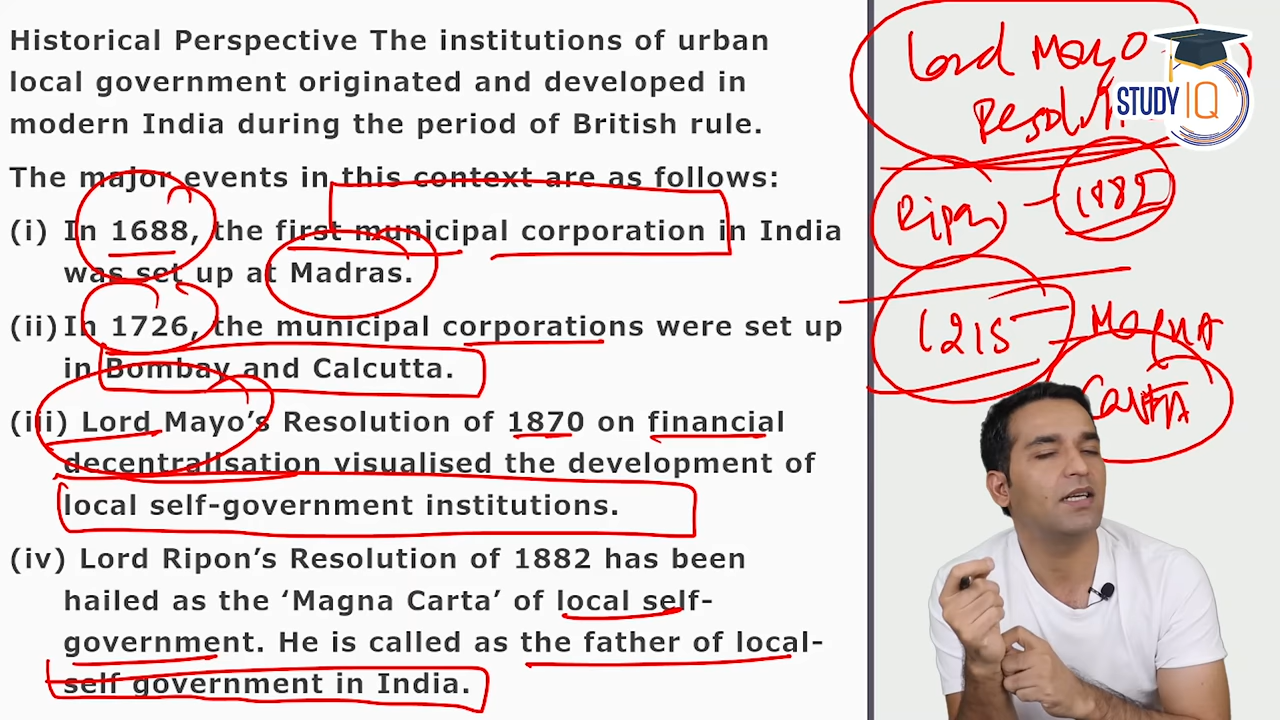 Historical Perspective The institutions of urban
local government originated and developed in
modern India during the period of British rule.
The major events in this context are as follows:
(i) In 1688, the first municipal corporation in India
was set up at Madras.
(ii) In 1726, the municipal corporations were set up
in Bombay and Calcutta.
(iii) Lord Mayo's Resolution of 1870 on financial
decentralisation visualised the development of
local self-government institutions.
(iv) Lord Ripon's Resolution of 1882 has been
hailed as the ‘Magna Carta’ of local self-
government. He is called as the father of local-
self government in India.
Lord Mayo
STUDY IQ
Ripon - 1882
1215 - Magna
Carta